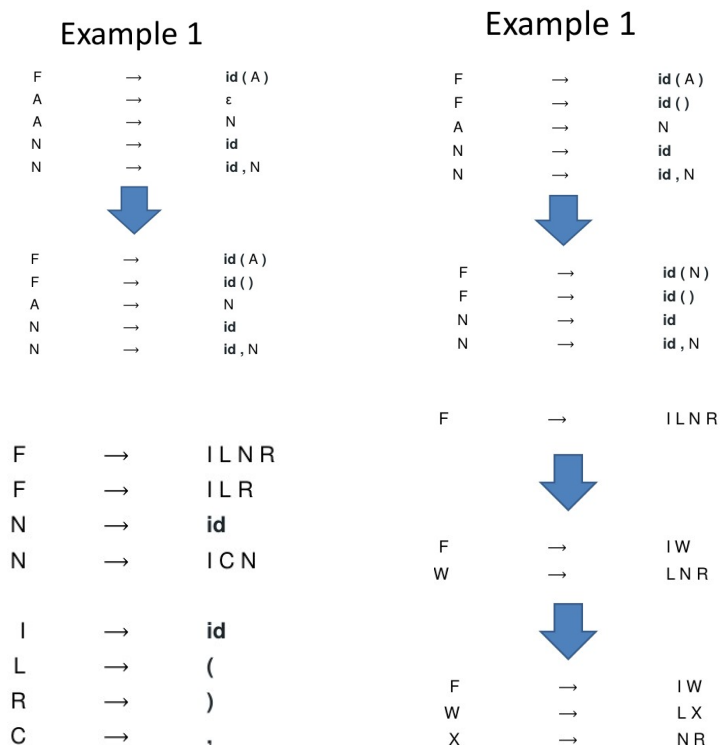 Example 1
F → id ( A )
A → ε
A → N
N → id
N → id , N
F → id ( A )
F → id ( )
A → N
N → id
N → id , N
Example 1
F → id ( A )
F → id ( )
A → N
N → id
N → id , N
F → id ( N )
F → id ( )
N → id
N → id , N
F → I L N R
F → I L R
N → id
N → I C N
I → id
L → (
R → )
C → ,
F → I L N R
F → I W
W → L N R
F → I W
W → L X
X → N R